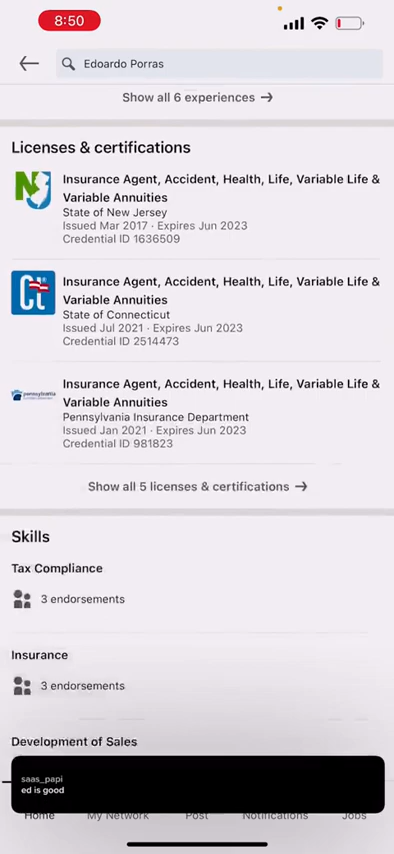 8:50
Edoardo Porras
Show all 6 experiences →
Licenses & certifications
Insurance Agent, Accident, Health, Life, Variable Life &
Variable Annuities
State of New Jersey
Issued Mar 2017 · Expires Jun 2023
Credential ID 1636509
Insurance Agent, Accident, Health, Life, Variable Life &
Variable Annuities
State of Connecticut
Issued Jul 2021 · Expires Jun 2023
Credential ID 2514473
pennsylvania
Insurance Agent, Accident, Health, Life, Variable Life &
Variable Annuities
Pennsylvania Insurance Department
Issued Jan 2021 · Expires Jun 2023
Credential ID 981823
Show all 5 licenses & certifications →
Skills
Tax Compliance
3 endorsements
Insurance
3 endorsements
Development of Sales
saas_papi
ed is good
Home My Network Post Notifications Jobs